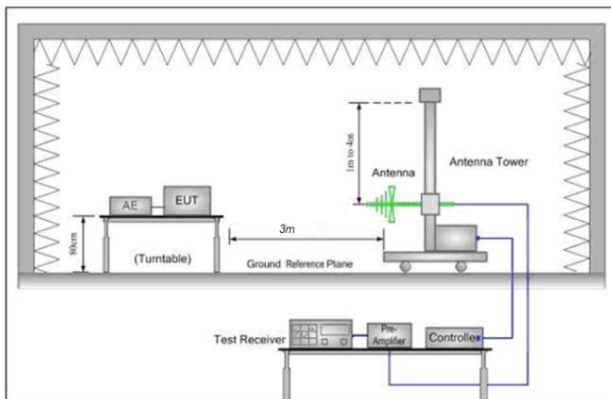 1m to 4m
Antenna
Antenna Tower
AE
EUT
80cm
(Turntable)
3m
Ground Reference Plane
Test Receiver
Pre-
Amplifier
Controller